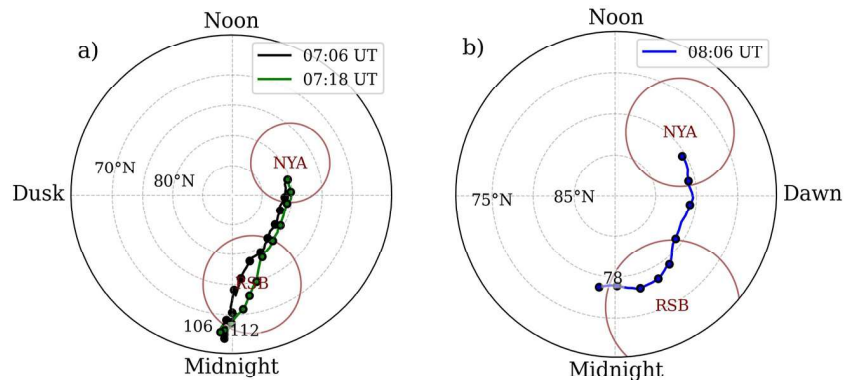 Noon
a)
07:06 UT
07:18 UT
NYA
70°N
80°N
Dusk
RSB
106
112
Midnight
Noon
b)
08:06 UT
NYA
75°N
85°N
Dawn
78
RSB
Midnight